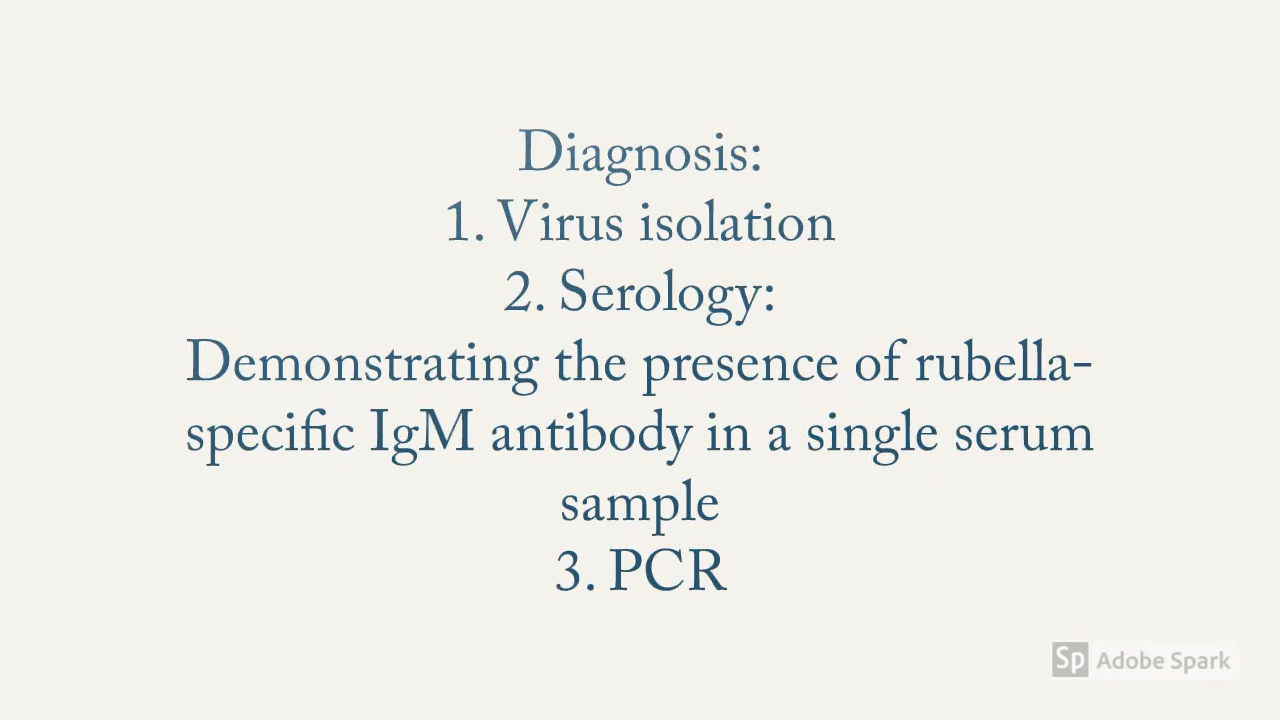 Diagnosis:
1. Virus isolation
2. Serology:
Demonstrating the presence of rubella-
specific IgM antibody in a single serum
sample
3. PCR
Sp Adobe Spark